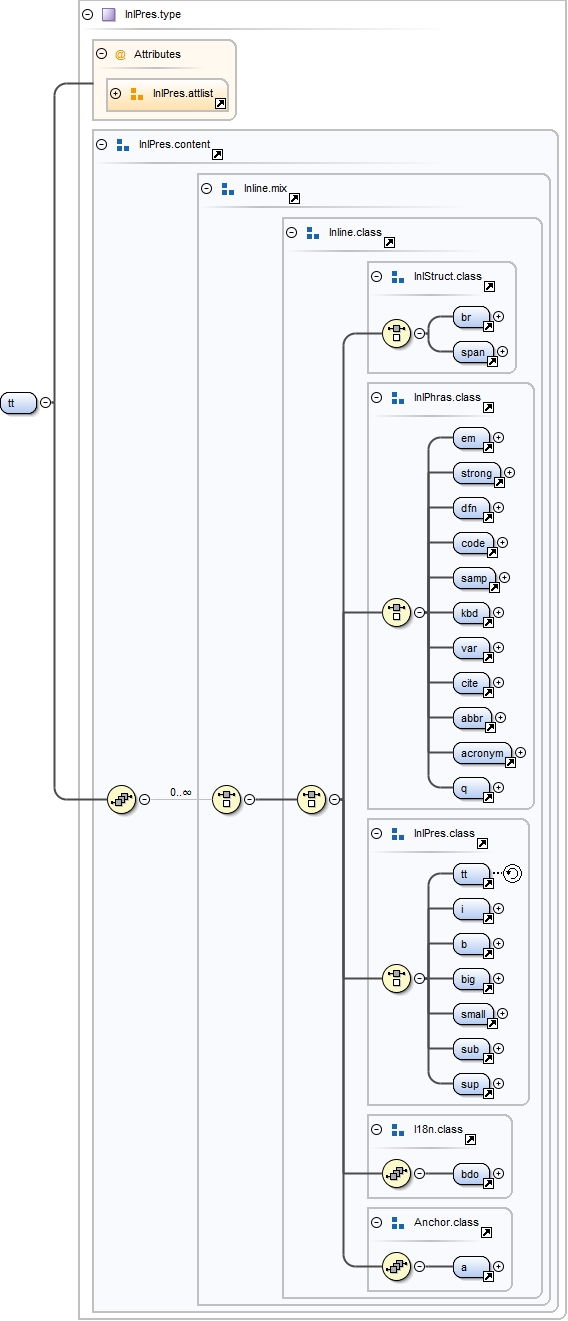 InlPres.type
@ Attributes
InlPres.attlist
InlPres.content
Inline.mix
Inline.class
InlStruct.class
br
span
InlPhras.class
tt
em
strong
dfn
code
samp
kbd
var
cite
abbr
acronym
q
0..∞
InlPres.class
tt
i
b
big
small
sub
sup
I18n.class
bdo
Anchor.class
a